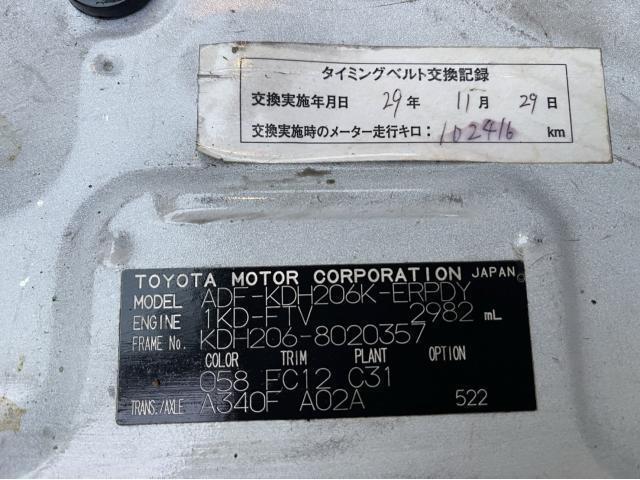 タイミングベルト交換記録
交換実施年月日 29年 11月 29日
交換実施時のメーター走行キロ: 102416 km
TOYOTA MOTOR CORPORATION JAPAN
MODEL ADF-KDH206K-ERPDY
ENGINE 1KD-FTV 2982 mL
FRAME No. KDH206-8020357
COLOR TRIM PLANT OPTION
058 FC12 C31
TRANS./AXLE A340F A02A 522